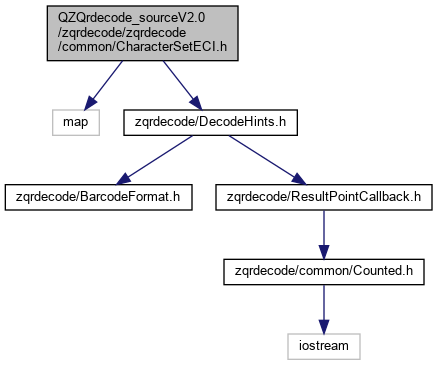 QZQrdecode_sourceV2.0
/zqrdecode/zqrdecode
/common/CharacterSetECI.h
map
zqrdecode/DecodeHints.h
zqrdecode/BarcodeFormat.h
zqrdecode/ResultPointCallback.h
zqrdecode/common/Counted.h
iostream